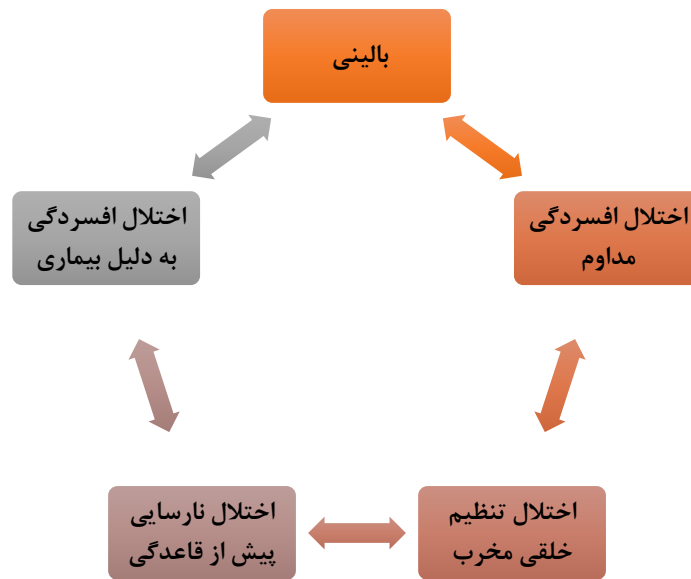 بالینی
اختلال افسردگی
مداوم
اختلال تنظیم
خلقی مخرب
اختلال نارسایی
پیش از قاعدگی
اختلال افسردگی
به دلیل بیماری